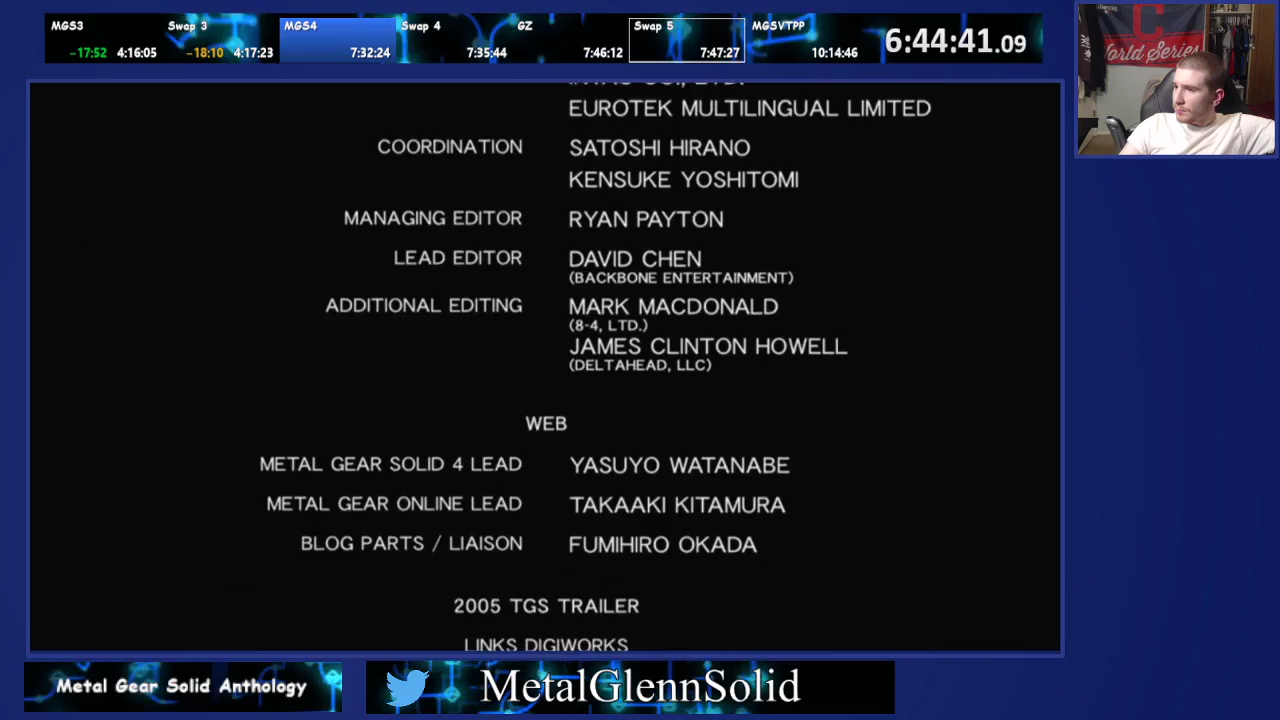 MGS3 Swap 3 MGS4 Swap 4 GZ Swap 5 MGSVTPP
-17:52 4:16:05 -18:10 4:17:23 7:32:24 7:35:44 7:46:12 7:47:27 10:14:46
6:44:41.09
C
World Series
EUROTEK MULTILINGUAL LIMITED
COORDINATION SATOSHI HIRANO
KENSUKE YOSHITOMI
MANAGING EDITOR RYAN PAYTON
LEAD EDITOR DAVID CHEN
(BACKBONE ENTERTAINMENT)
ADDITIONAL EDITING MARK MACDONALD
(8-4, LTD.)
JAMES CLINTON HOWELL
(DELTAHEAD, LLC)
WEB
METAL GEAR SOLID 4 LEAD YASUYO WATANABE
METAL GEAR ONLINE LEAD TAKAAKI KITAMURA
BLOG PARTS / LIAISON FUMIHIRO OKADA
2005 TGS TRAILER
LINKS DIGIWORKS
Metal Gear Solid Anthology
MetalGlennSolid